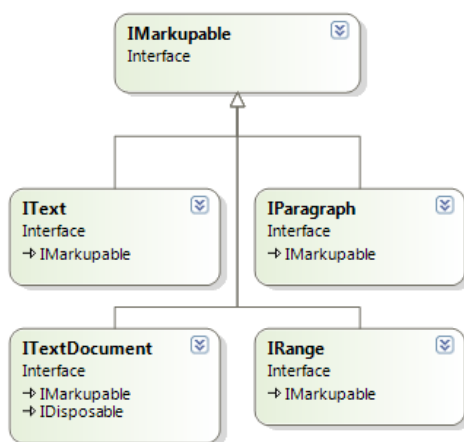 IMarkupable
Interface
IText
Interface
IMarkupable
IParagraph
Interface
IMarkupable
ITextDocument
Interface
IMarkupable
IDisposable
IRange
Interface
IMarkupable